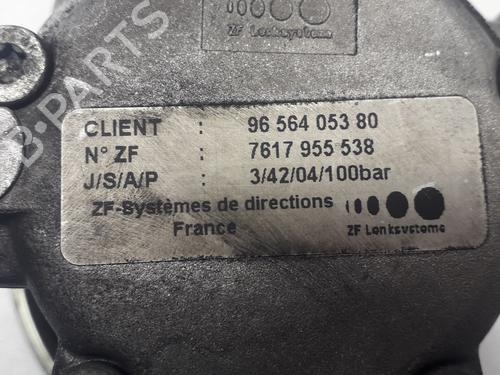 ZF Lenksysteme
B-PARTS
CLIENT : 96 564 053 80
N° ZF : 7617 955 538
J/S/A/P : 3/42/04/100bar
ZF-Systèmes de directions
France
ZF Lenksysteme